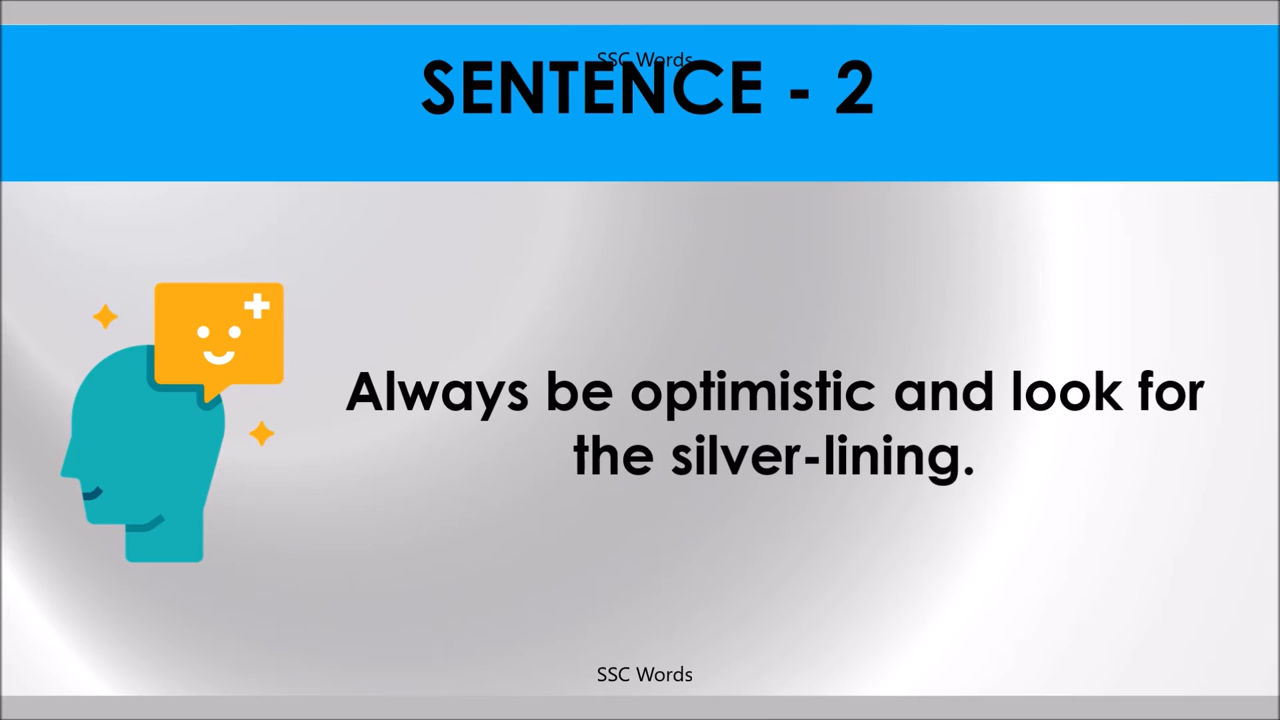 SSC Words
SENTENCE - 2
Always be optimistic and look for
the silver-lining.
SSC Words